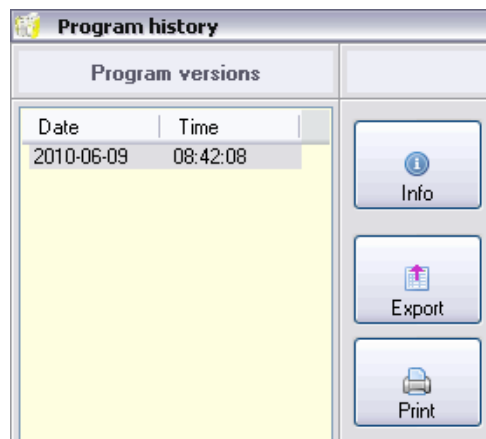 Program history
Program versions
Date Time
2010-06-09 08:42:08
Info
Export
Print